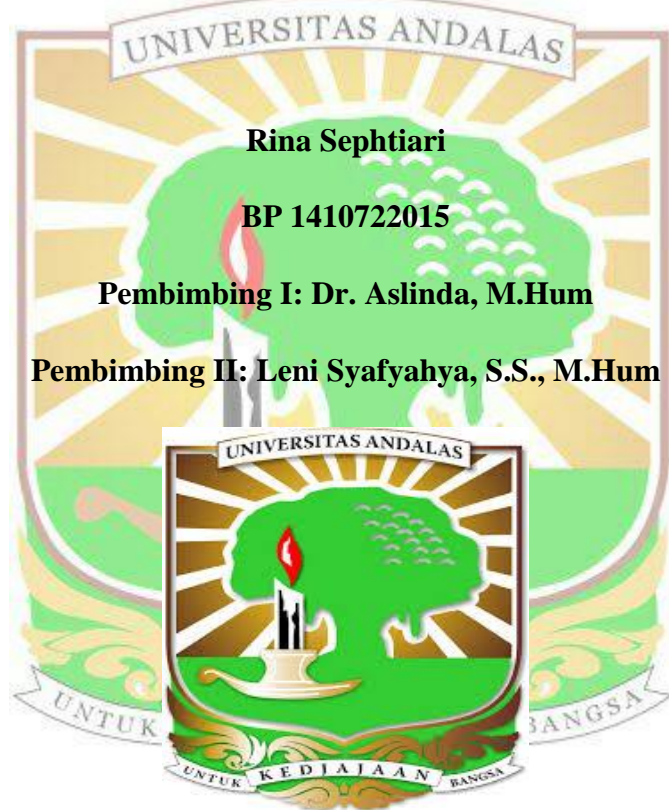 UNIVERSITAS ANDALAS
Rina Sephtiari
BP 1410722015
Pembimbing I: Dr. Aslinda, M.Hum
Pembimbing II: Leni Syafyahya, S.S., M.Hum
UNIVERSITAS ANDALAS
UNTUK KEDJAJAAN BANGSA
UNTUK BANGSA